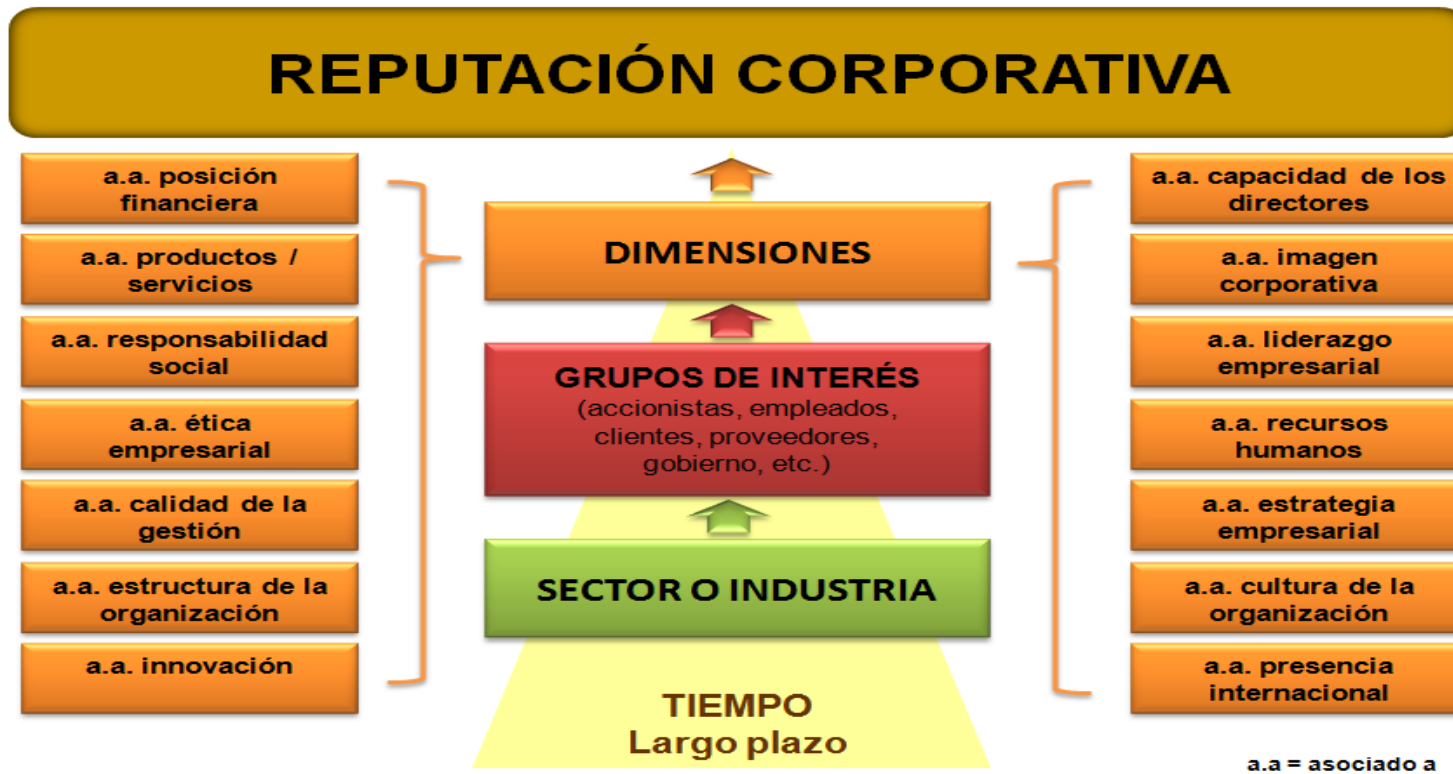 REPUTACIÓN CORPORATIVA
a.a. posición
financiera
a.a. productos /
servicios
a.a. responsabilidad
social
a.a. ética
empresarial
a.a. calidad de la
gestión
a.a. estructura de la
organización
a.a. innovación
DIMENSIONES
GRUPOS DE INTERÉS
(accionistas, empleados,
clientes, proveedores,
gobierno, etc.)
SECTOR O INDUSTRIA
TIEMPO
Largo plazo
a.a. capacidad de los
directores
a.a. imagen
corporativa
a.a. liderazgo
empresarial
a.a. recursos
humanos
a.a. estrategia
empresarial
a.a. cultura de la
organización
a.a. presencia
internacional
a.a = asociado a